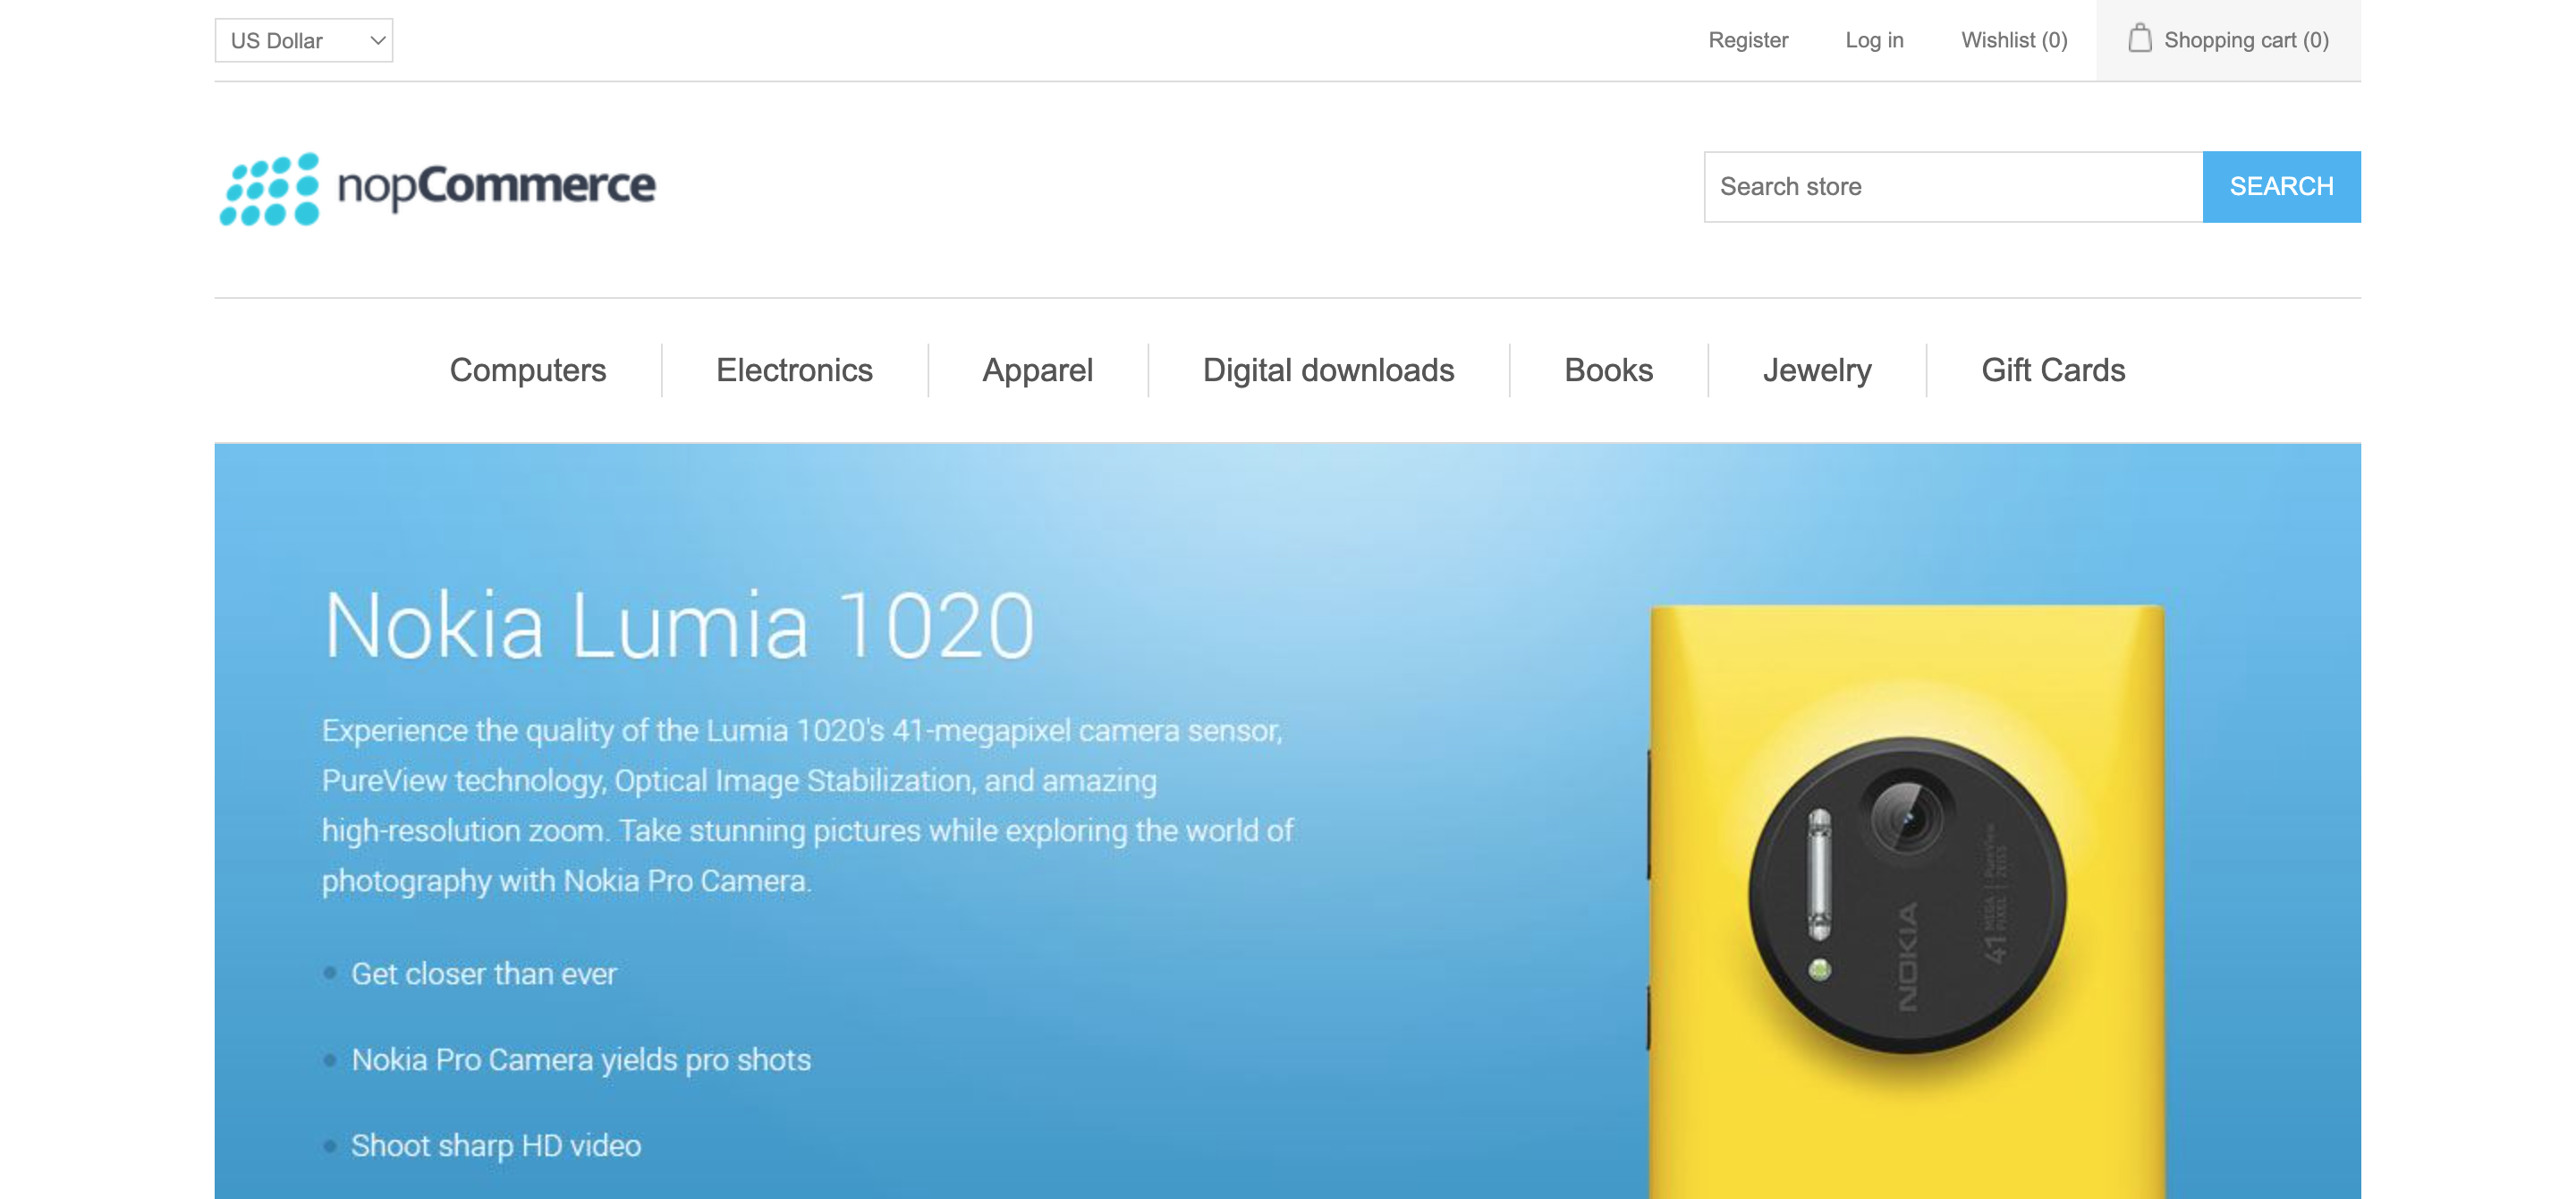 US Dollar
Register
Log in
Wishlist (0)
Shopping cart (0)
nopCommerce
Search store
SEARCH
Computers
Electronics
Apparel
Digital downloads
Books
Jewelry
Gift Cards
Nokia Lumia 1020
Experience the quality of the Lumia 1020's 41-megapixel camera sensor,
PureView technology, Optical Image Stabilization, and amazing
high-resolution zoom. Take stunning pictures while exploring the world of
photography with Nokia Pro Camera.
Get closer than ever
Nokia Pro Camera yields pro shots
Shoot sharp HD video
NOKIA
41 MEGA PIXEL
PureView
ZEISS